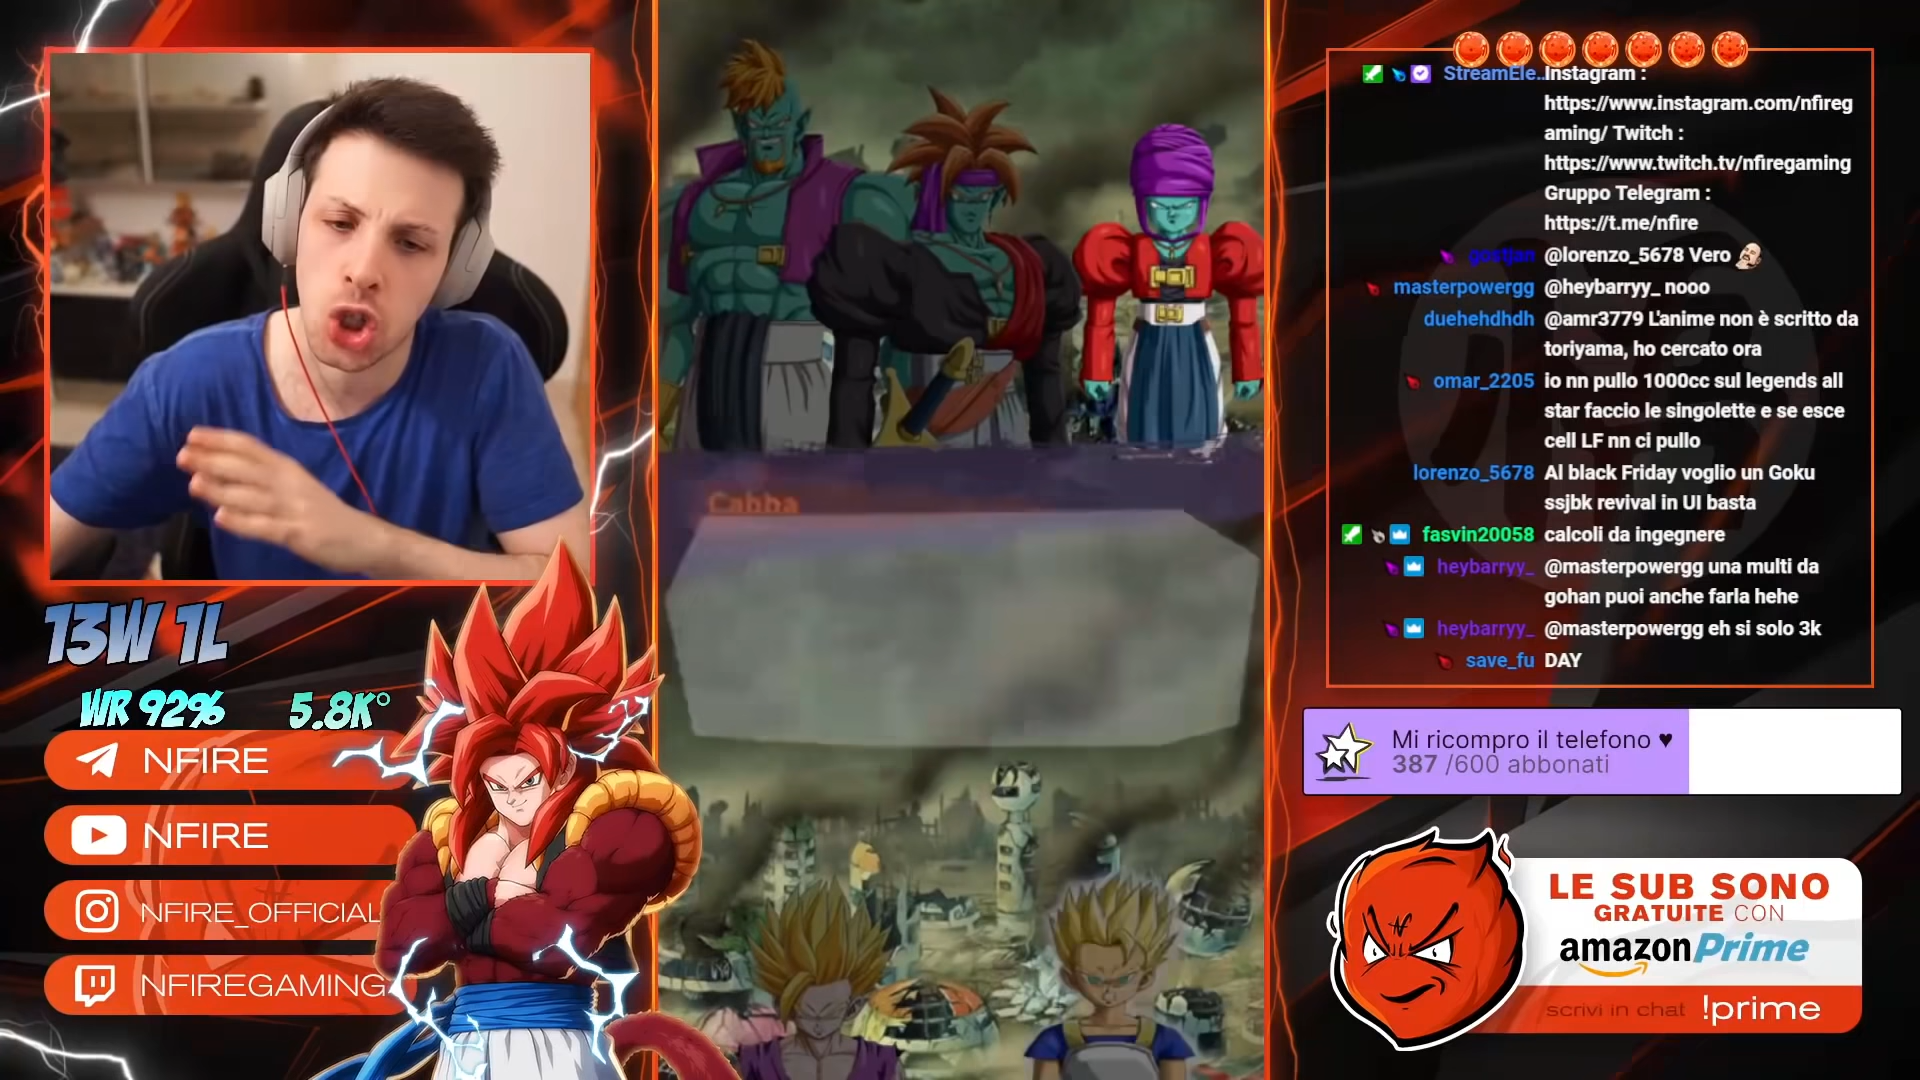 13W 1L
WR 92% 5.8K°
NFIRE
NFIRE
NFIRE_OFFICIAL
NFIREGAMING
Cabba
StreamEle..Instagram :
https://www.instagram.com/nfireg
aming/ Twitch :
https://www.twitch.tv/nfiregaming
Gruppo Telegram :
https://t.me/nfire
gostjan @lorenzo_5678 Vero
masterpowergg @heybarryy_ nooo
duehehdhdh @amr3779 L'anime non è scritto da
toriyama, ho cercato ora
omar_2205 io nn pullo 1000cc sul legends all
star faccio le singolette e se esce
cell LF nn ci pullo
lorenzo_5678 Al black Friday voglio un Goku
ssjbk revival in UI basta
fasvin20058 calcoli da ingegnere
heybarryy_ @masterpowergg una multi da
gohan puoi anche farla hehe
heybarryy_ @masterpowergg eh si solo 3k
save_fu DAY
Mi ricompro il telefono ♥
387 /600 abbonati
LE SUB SONO
GRATUITE CON
amazonPrime
scrivi in chat !prime